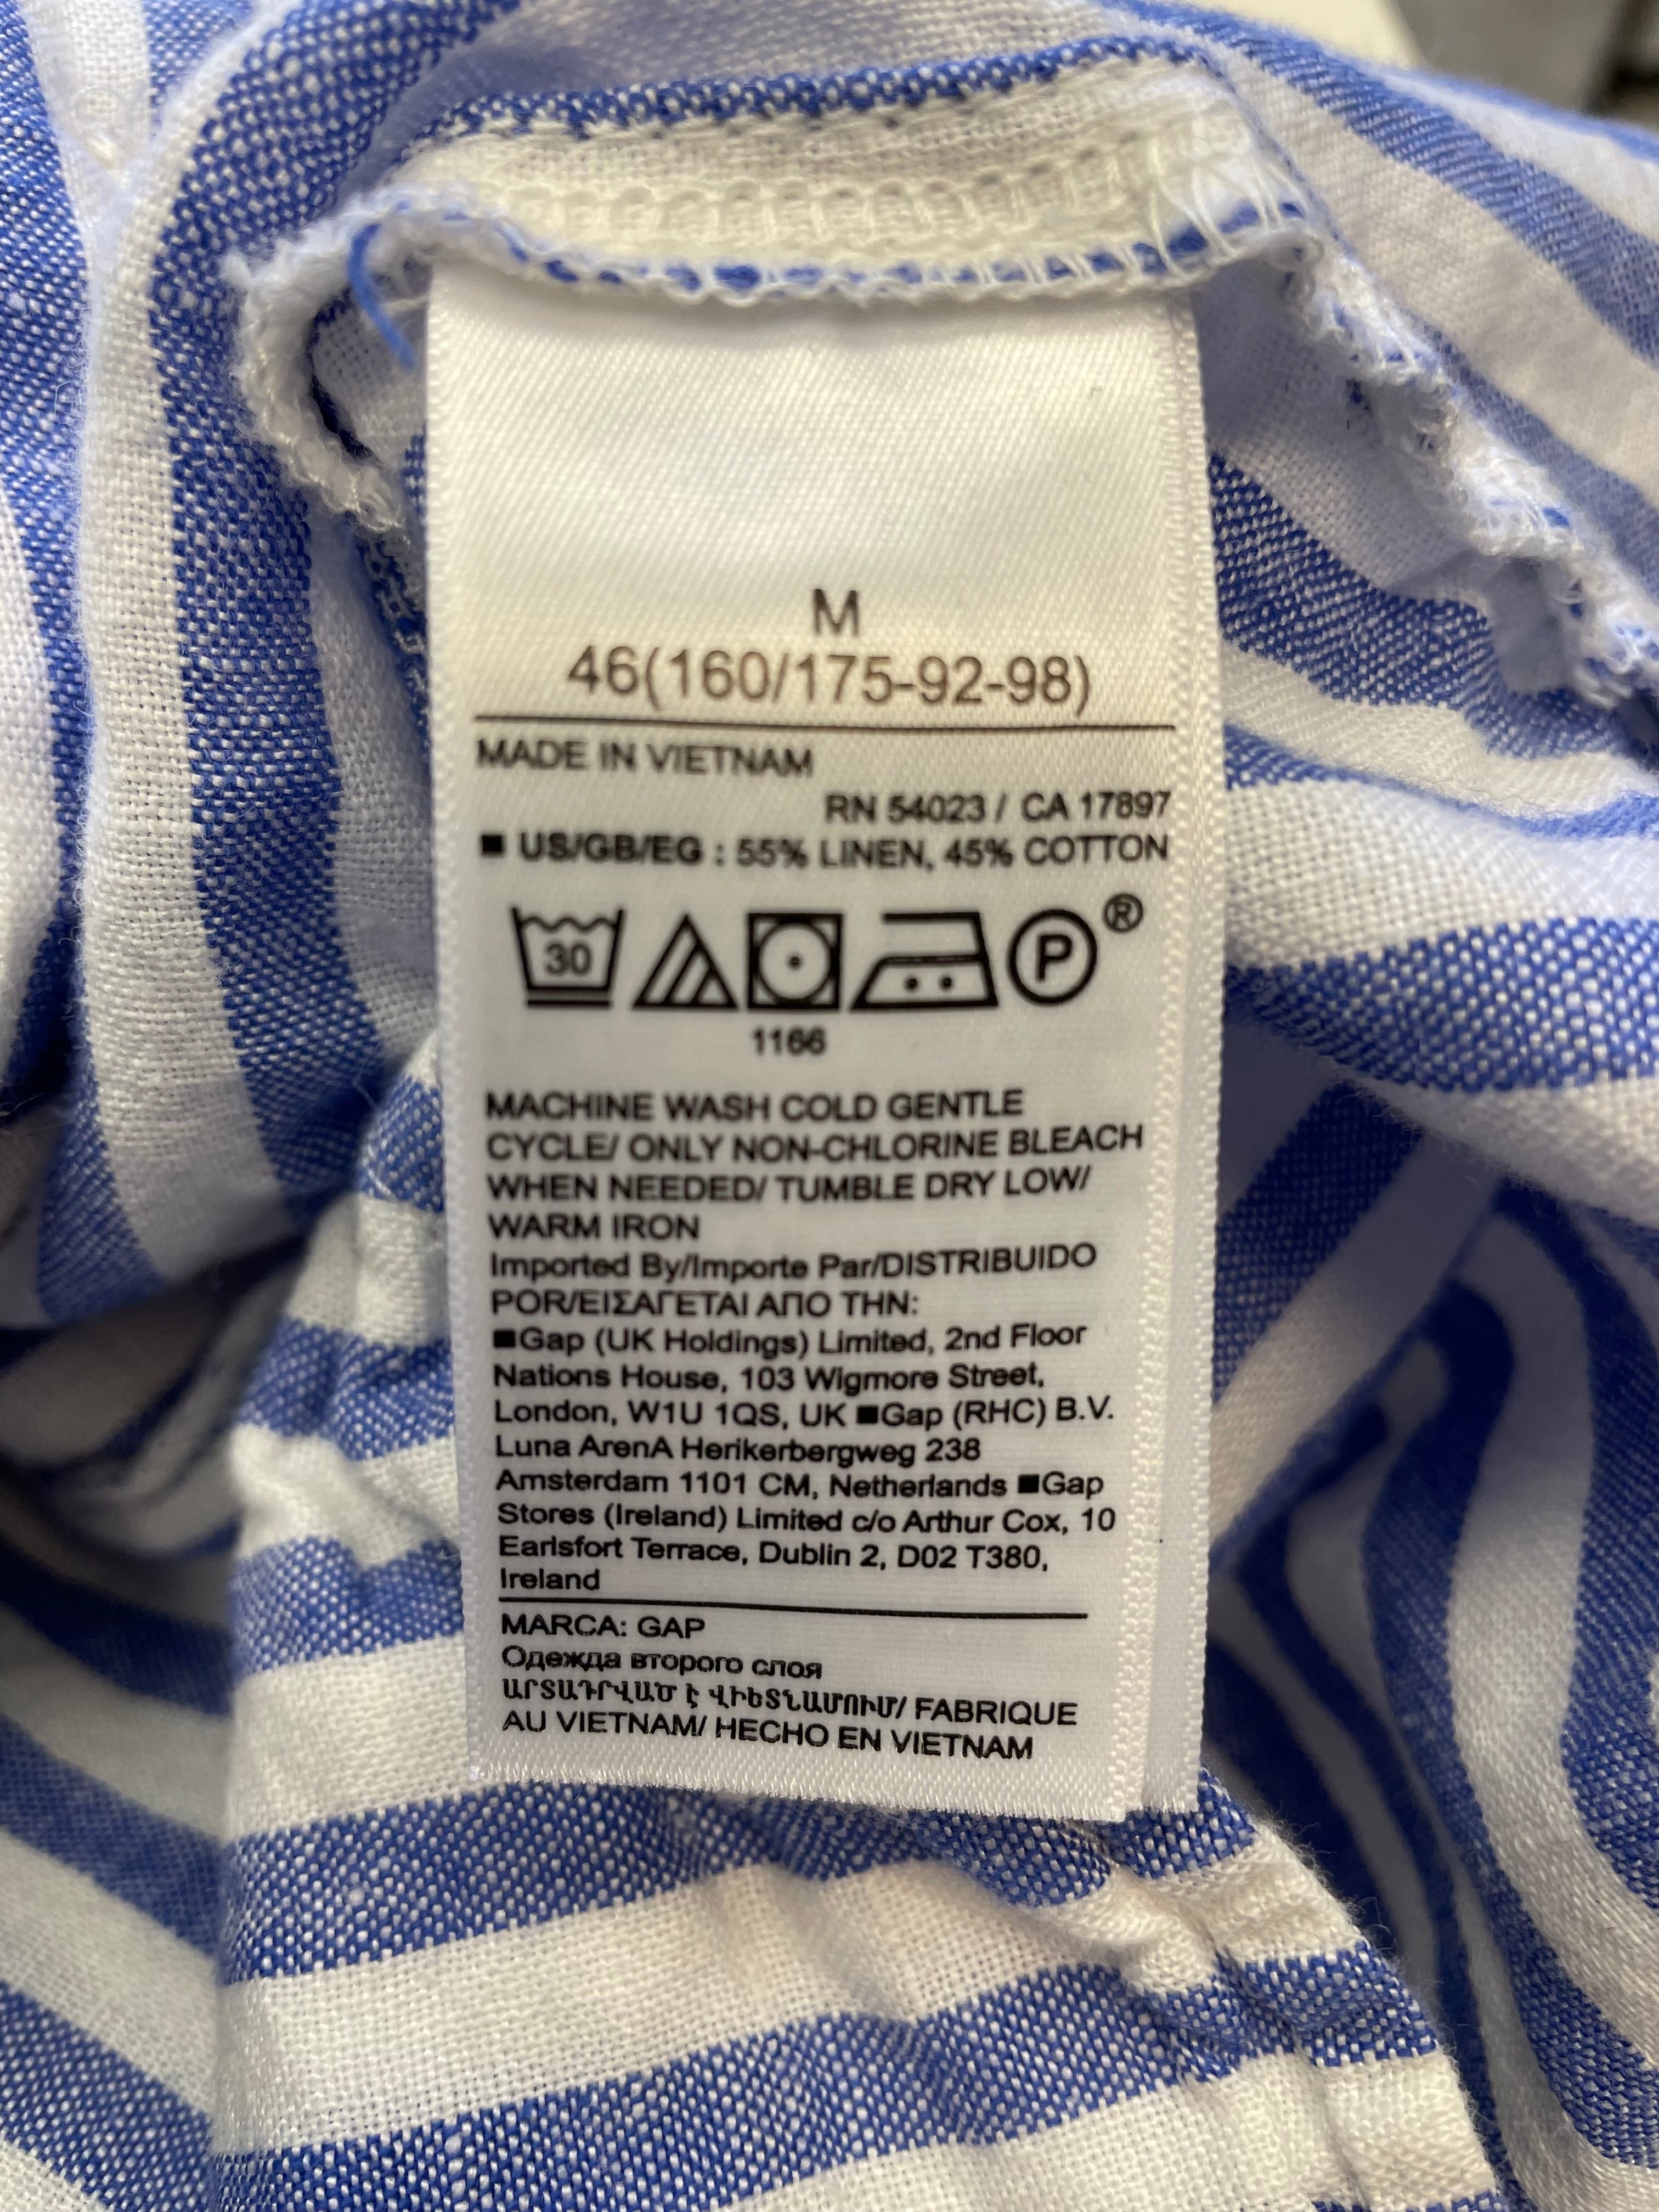 M
46(160/175-92-98)
MADE IN VIETNAM
RN 54023 / CA 17897
■ US/GB/EG : 55% LINEN, 45% COTTON
30 P ®
1166
MACHINE WASH COLD GENTLE
CYCLE/ ONLY NON-CHLORINE BLEACH
WHEN NEEDED/ TUMBLE DRY LOW/
WARM IRON
Imported By/Importe Par/DISTRIBUIDO
POR/ΕΙΣΑΓΕΤΑΙ ΑΠΟ ΤΗΝ:
■Gap (UK Holdings) Limited, 2nd Floor
Nations House, 103 Wigmore Street,
London, W1U 1QS, UK ■Gap (RHC) B.V.
Luna ArenA Herikerbergweg 238
Amsterdam 1101 CM, Netherlands ■Gap
Stores (Ireland) Limited c/o Arthur Cox, 10
Earlsfort Terrace, Dublin 2, D02 T380,
Ireland
MARCA: GAP
Одежда второго слоя
ԱՐՏԱԴՐՎԱԾ Է ՎԻԵՏՆԱՄՈՒՄ/ FABRIQUE
AU VIETNAM/ HECHO EN VIETNAM